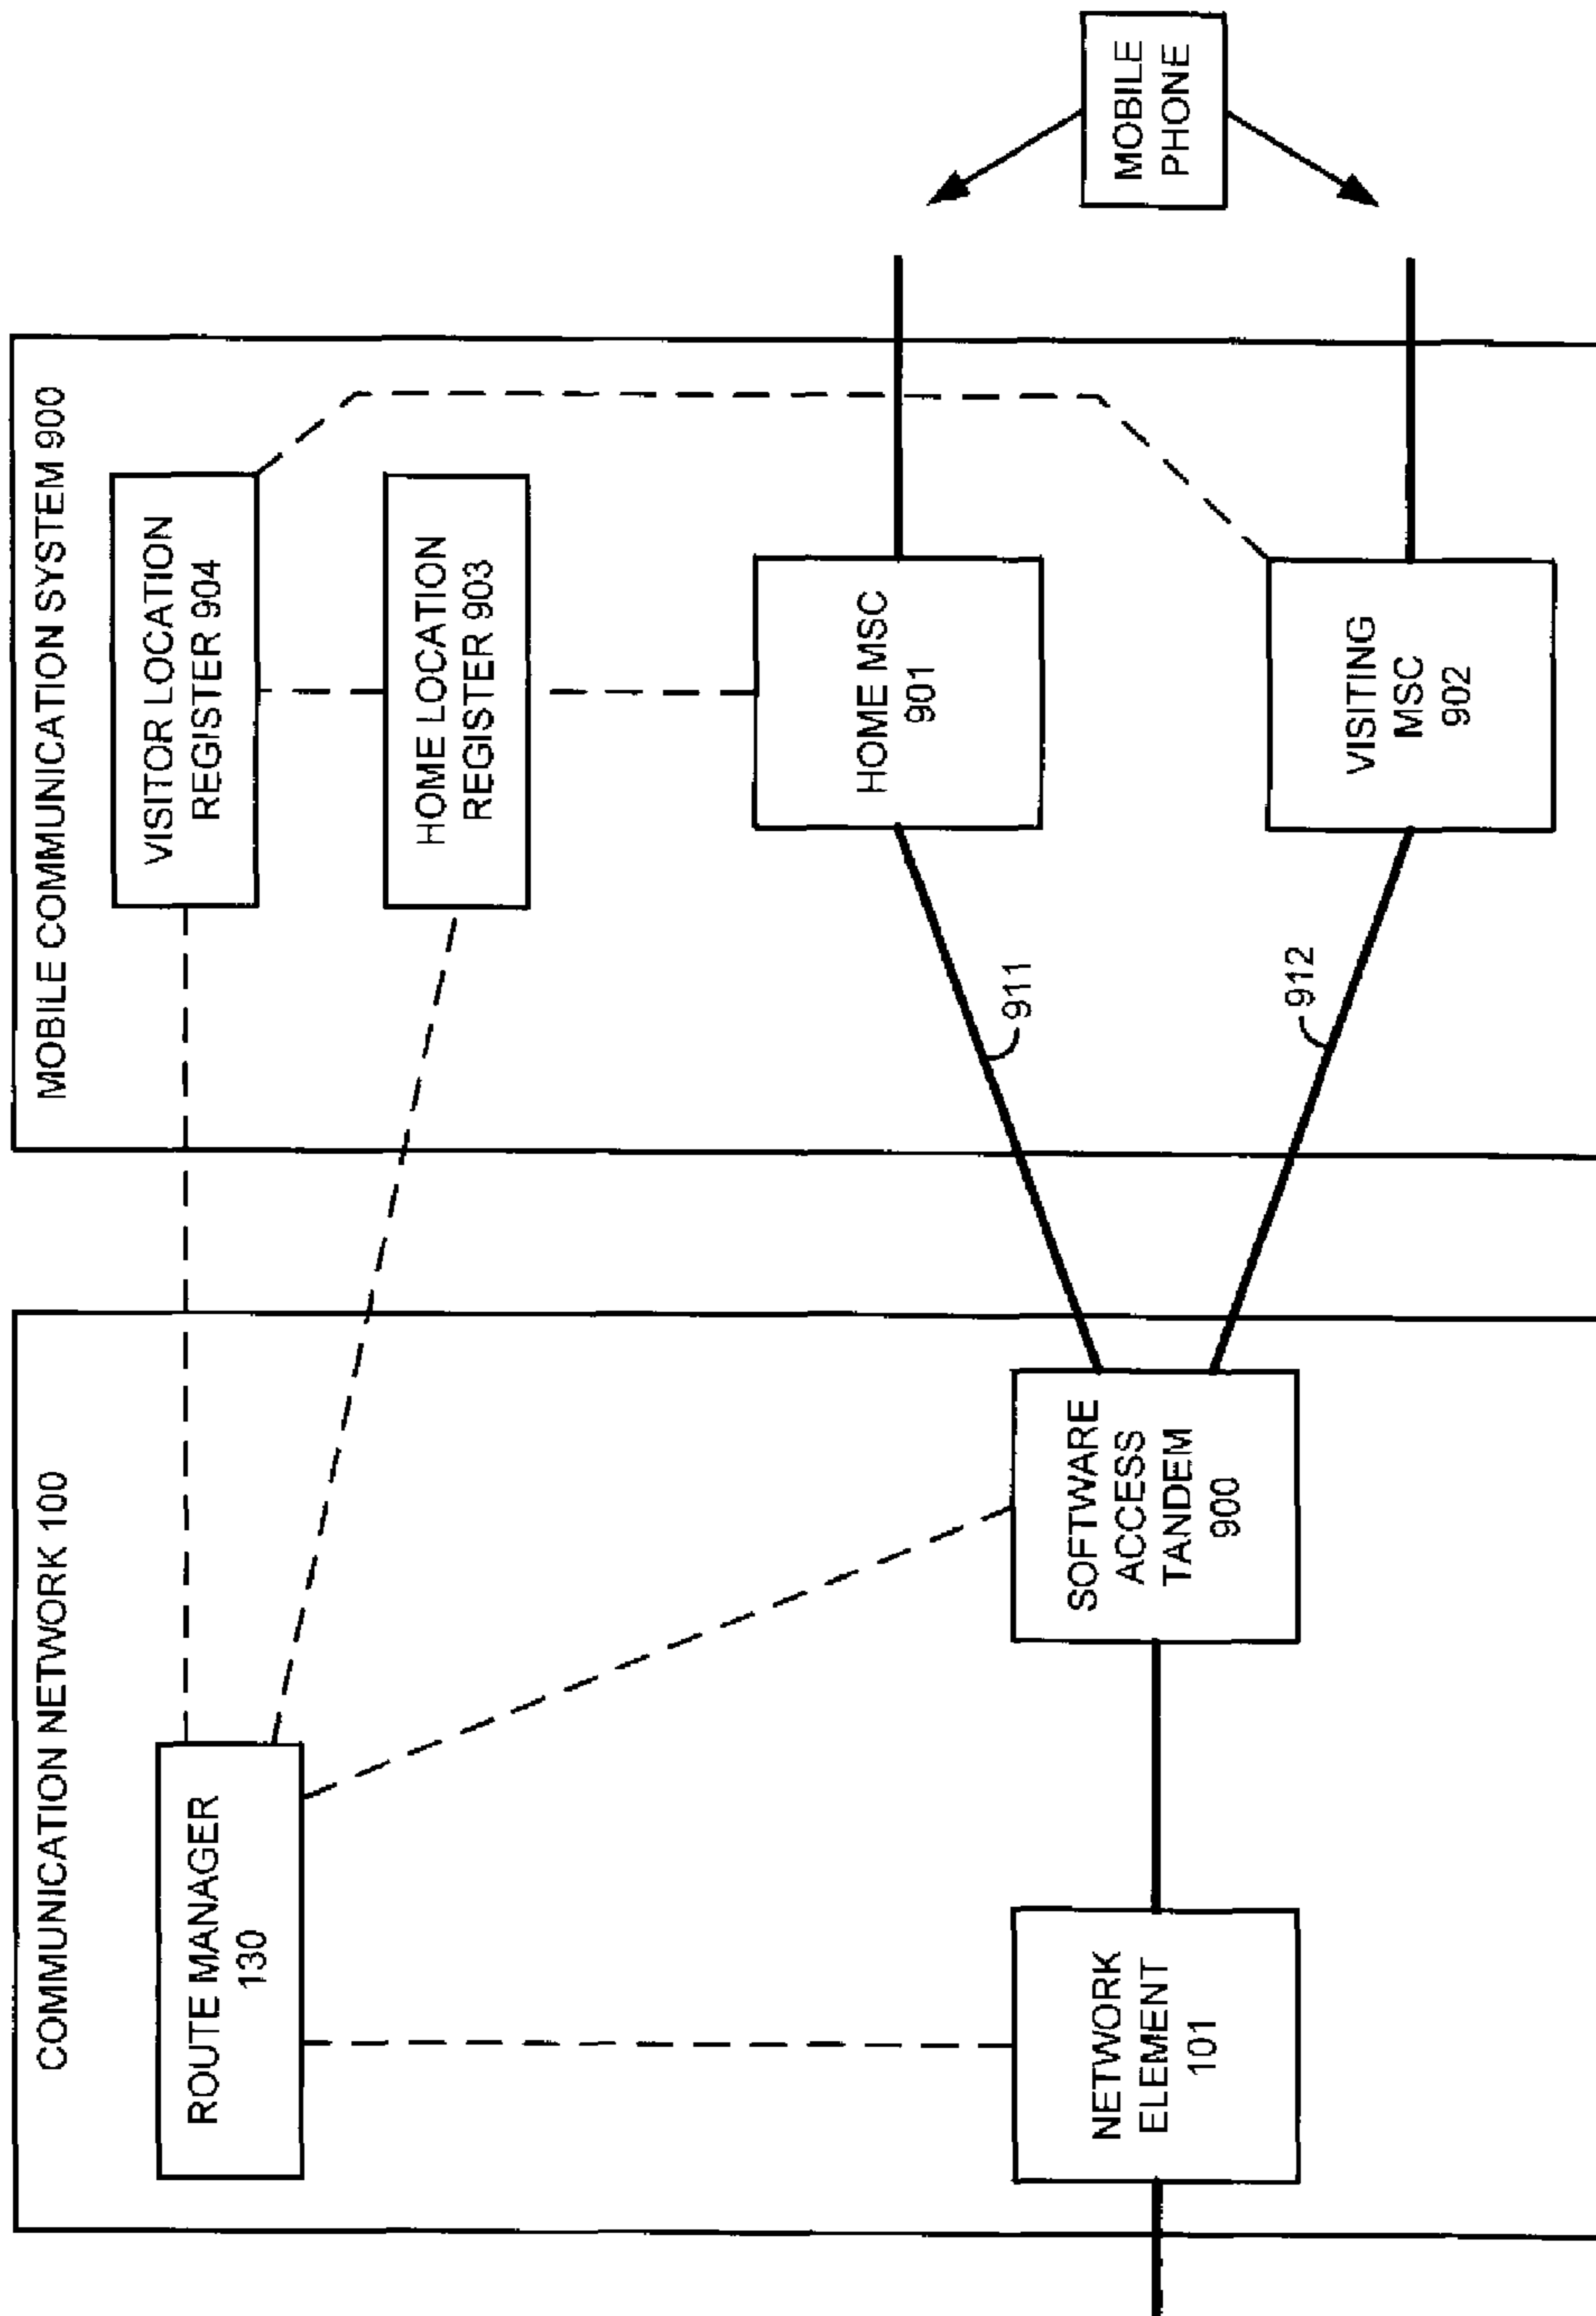 COMMUNICATION NETWORK 100
ROUTE MANAGER
130
NETWORK
ELEMENT
101
SOFTWARE
ACCESS
TANDEM
900
MOBILE COMMUNICATION SYSTEM 900
VISITOR LOCATION
REGISTER 904
HOME LOCATION
REGISTER 903
HOME MSC
901
VISITING
MSC
902
911
912
MOBILE
PHONE